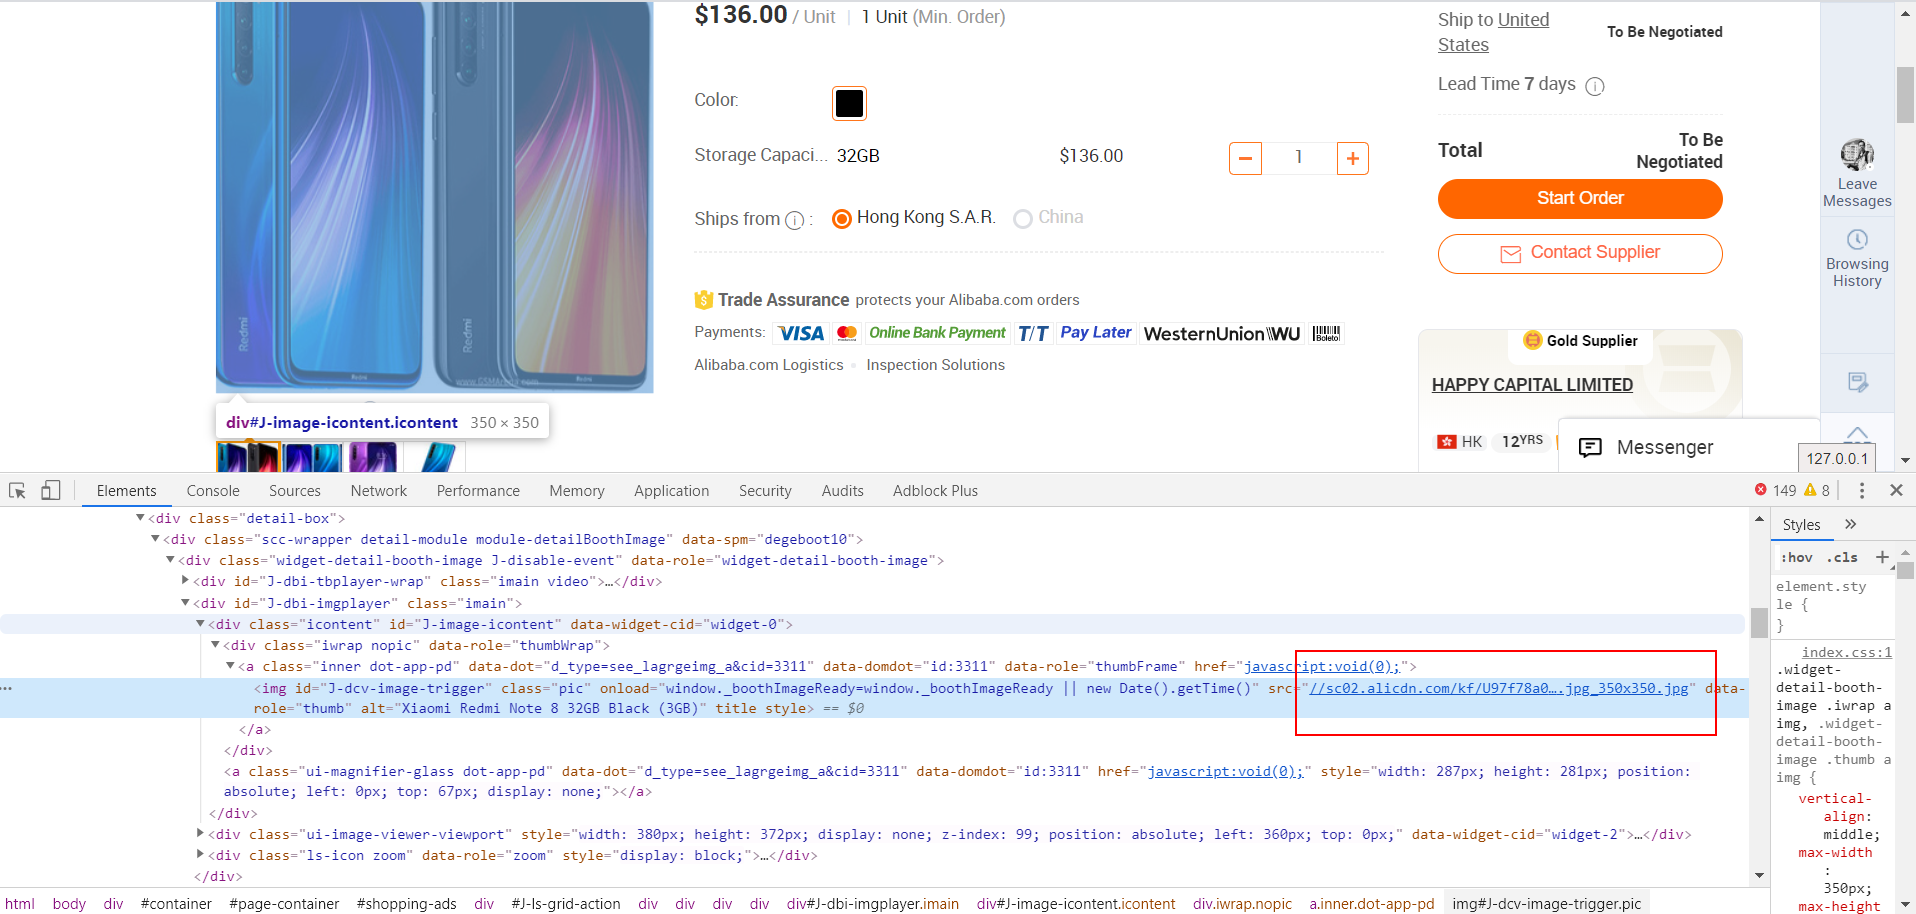 $136.00 / Unit | 1 Unit (Min. Order)
Color:
Storage Capaci... 32GB $136.00 − 1 +
Ships from i : Hong Kong S.A.R. China
Trade Assurance protects your Alibaba.com orders
Payments: VISA Online Bank Payment T/T Pay Later WesternUnion WU Boleto
Alibaba.com Logistics Inspection Solutions
Redmi
Redmi
Ship to United
States
To Be Negotiated
Lead Time 7 days i
Total To Be
Negotiated
Start Order
Contact Supplier
Gold Supplier
HAPPY CAPITAL LIMITED
HK 12YRS
Messenger
127.0.0.1
Leave
Messages
Browsing
History
div#J-image-icontent.icontent 350 × 350
Elements Console Sources Network Performance Memory Application Security Audits Adblock Plus 149 8
<div class="detail-box">
<div class="scc-wrapper detail-module module-detailBoothImage" data-spm="degeboot10">
<div class="widget-detail-booth-image J-disable-event" data-role="widget-detail-booth-image">
<div id="J-dbi-tbplayer-wrap" class="imain video">…</div>
<div id="J-dbi-imgplayer" class="imain">
<div class="icontent" id="J-image-icontent" data-widget-cid="widget-0">
<div class="iwrap nopic" data-role="thumbWrap">
<a class="inner dot-app-pd" data-dot="d_type=see_lagrgeimg_a&cid=3311" data-domdot="id:3311" data-role="thumbFrame" href="javascript:void(0);">
<img id="J-dcv-image-trigger" class="pic" onload="window._boothImageReady=window._boothImageReady || new Date().getTime()" src="//sc02.alicdn.com/kf/U97f78a0….jpg_350x350.jpg" data-
role="thumb" alt="Xiaomi Redmi Note 8 32GB Black (3GB)" title style> == $0
</a>
</div>
<a class="ui-magnifier-glass dot-app-pd" data-dot="d_type=see_lagrgeimg_a&cid=3311" data-domdot="id:3311" href="javascript:void(0);" style="width: 287px; height: 281px; position:
absolute; left: 0px; top: 67px; display: none;"></a>
</div>
<div class="ui-image-viewer-viewport" style="width: 380px; height: 372px; display: none; z-index: 99; position: absolute; left: 360px; top: 0px;" data-widget-cid="widget-2">…</div>
<div class="ls-icon zoom" data-role="zoom" style="display: block;">…</div>
</div>
Styles »
:hov .cls +
element.sty
le {
}
index.css:1
.widget-
detail-booth-
image .iwrap a
img, .widget-
detail-booth-
image .thumb a
img {
vertical-
align:
middle;
max-width
:
350px;
max-height
html body div #container #page-container #shopping-ads div #J-ls-grid-action div div div div div#J-dbi-imgplayer.imain div#J-image-icontent.icontent div.iwrap.nopic a.inner.dot-app-pd img#J-dcv-image-trigger.pic